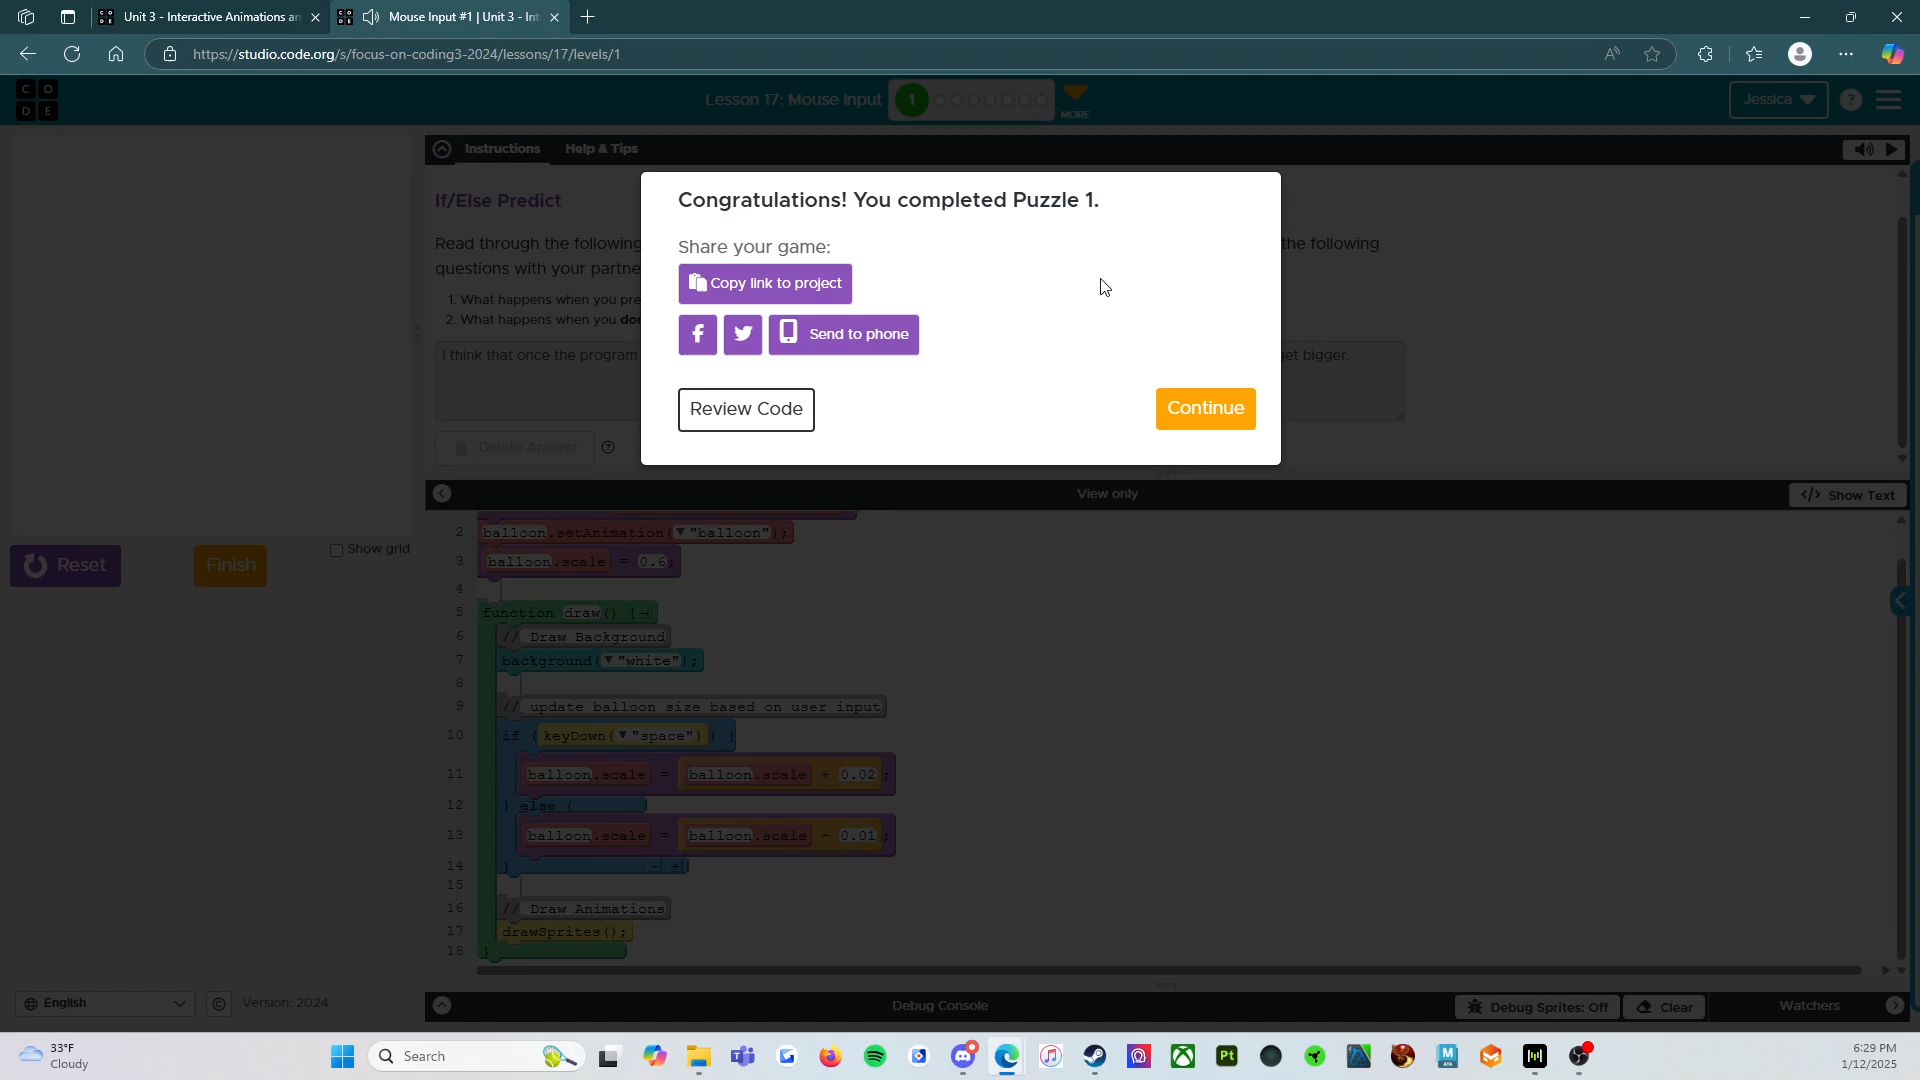 Unit 3 - Interactive Animations an
Mouse Input #1 | Unit 3 - Int
https://studio.code.org/s/focus-on-coding3-2024/lessons/17/levels/1
C O
D E
Lesson 17: Mouse Input
1
MORE
Jessica
?
Instructions
Help & Tips
If/Else Predict
Read through the following
the following
questions with your partne
1. What happens when you pre
2. What happens when you don
I think that once the program
get bigger.
Delete Answer
Congratulations! You completed Puzzle 1.
Share your game:
Copy link to project
Send to phone
Review Code
Continue
View only
</> Show Text
Reset
Finish
Show grid
2 balloon.setAnimation(▼"balloon");
3 balloon.scale = 0.6;
4
5 function draw() {→
6 // Draw Background
7 background(▼"white");
8
9 // update balloon size based on user input
10 if (keyDown(▼"space")) {
11 balloon.scale = balloon.scale + 0.02;
12 } else {
13 balloon.scale = balloon.scale - 0.01;
14 } - +
15
16 // Draw Animations
17 drawSprites();
18 }
English
© Version: 2024
Debug Console
Debug Sprites: Off
Clear
Watchers
33°F
Cloudy
Search
Pt
6:29 PM
1/12/2025